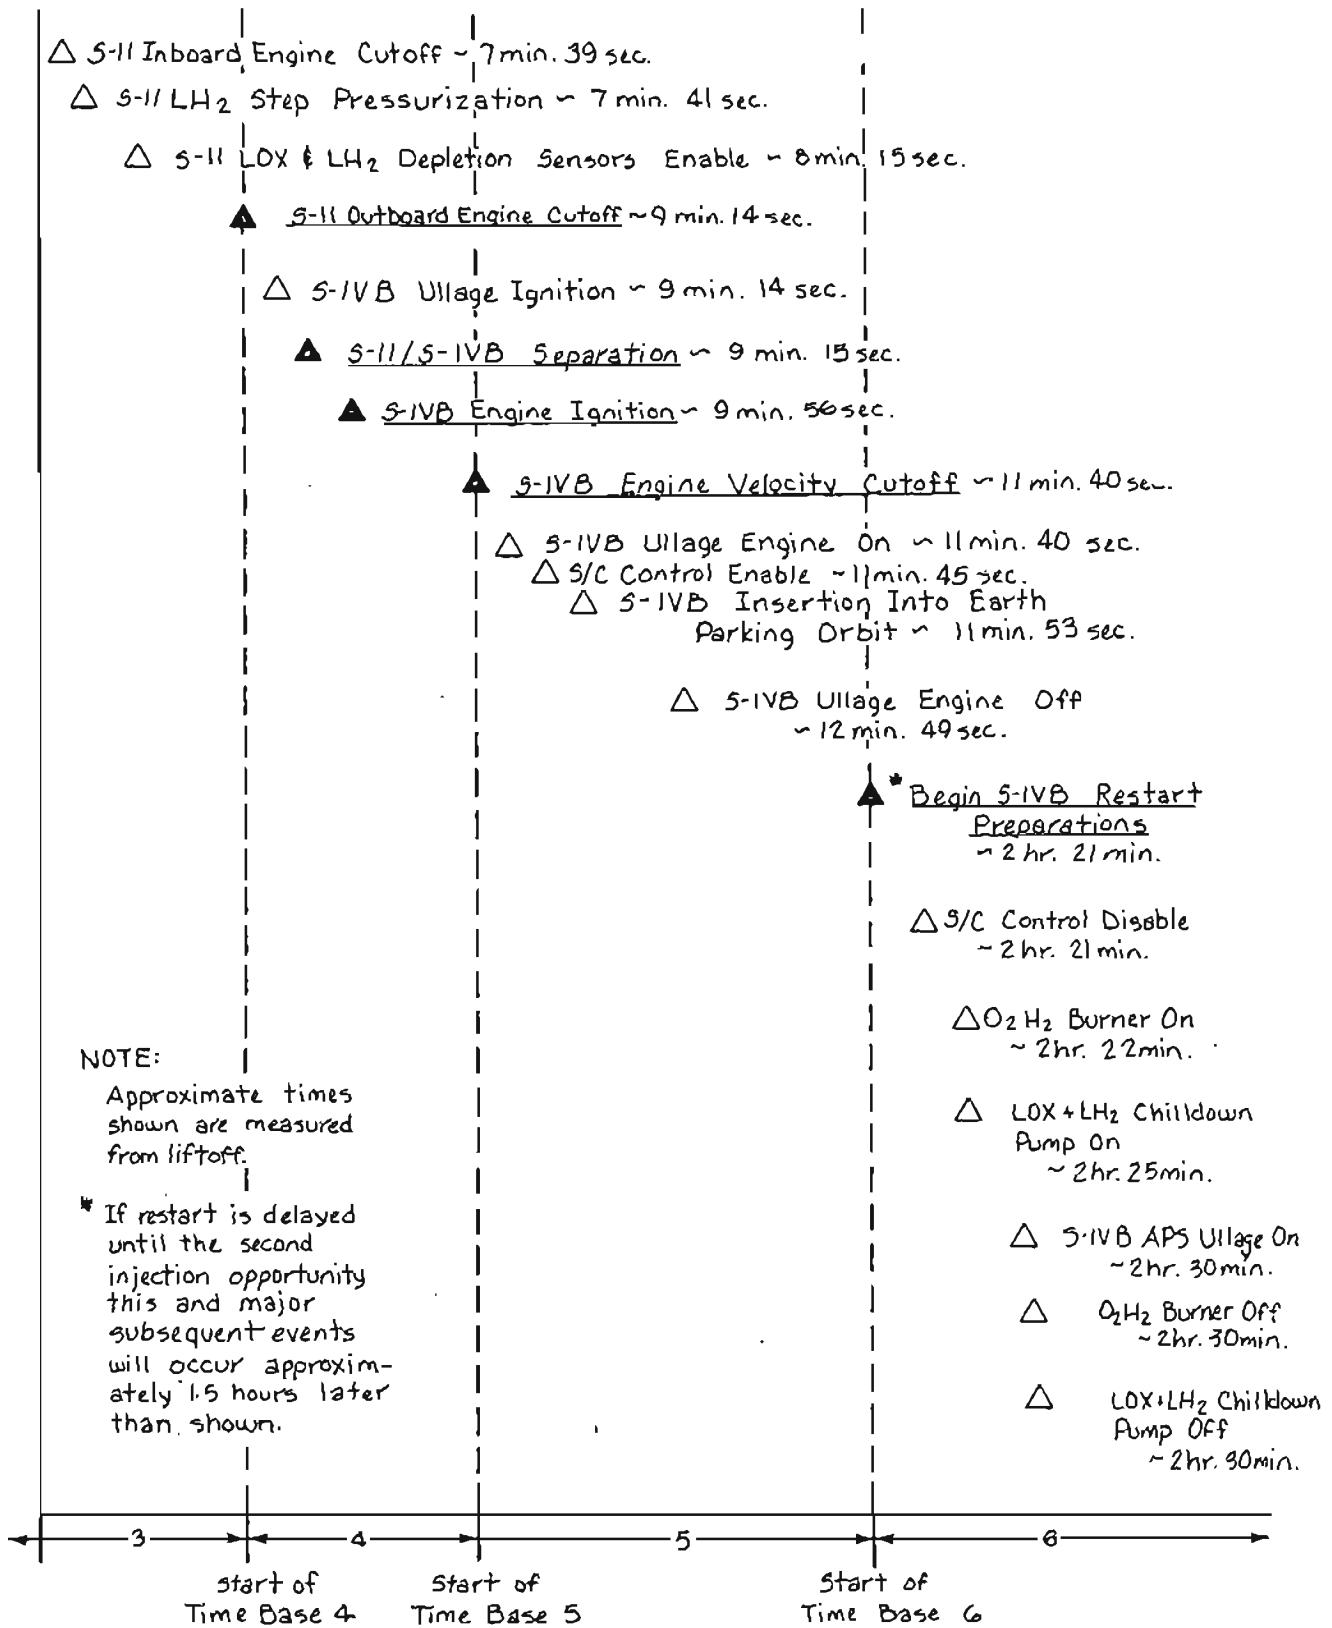 △ S-II Inboard Engine Cutoff ~ 7 min. 39 sec.
△ S-II LH2 Step Pressurization ~ 7 min. 41 sec.
△ S-II LOX & LH2 Depletion Sensors Enable ~ 8 min. 15 sec.
▲ S-II Outboard Engine Cutoff ~ 9 min. 14 sec.
△ S-IVB Ullage Ignition ~ 9 min. 14 sec.
▲ S-II/S-IVB Separation ~ 9 min. 15 sec.
▲ S-IVB Engine Ignition ~ 9 min. 56 sec.
▲ S-IVB Engine Velocity Cutoff ~ 11 min. 40 sec.
△ S-IVB Ullage Engine On ~ 11 min. 40 sec.
△ S/C Control Enable ~ 11 min. 45 sec.
△ S-IVB Insertion Into Earth
Parking Orbit ~ 11 min. 53 sec.
△ S-IVB Ullage Engine Off
~ 12 min. 49 sec.
▲ * Begin S-IVB Restart
Preparations
~ 2 hr. 21 min.
△ S/C Control Disable
~ 2 hr. 21 min.
△ O2H2 Burner On
~ 2 hr. 22 min.
△ LOX + LH2 Chilldown
Pump On
~ 2 hr. 25 min.
△ S-IVB APS Ullage On
~ 2 hr. 30 min.
△ O2H2 Burner Off
~ 2 hr. 30 min.
△ LOX + LH2 Chilldown
Pump Off
~ 2 hr. 30 min.
NOTE:
Approximate times
shown are measured
from liftoff.
* If restart is delayed
until the second
injection opportunity
this and major
subsequent events
will occur approxim-
ately 1.5 hours later
than shown.
3 4 5 6
Start of
Time Base 4
Start of
Time Base 5
Start of
Time Base 6